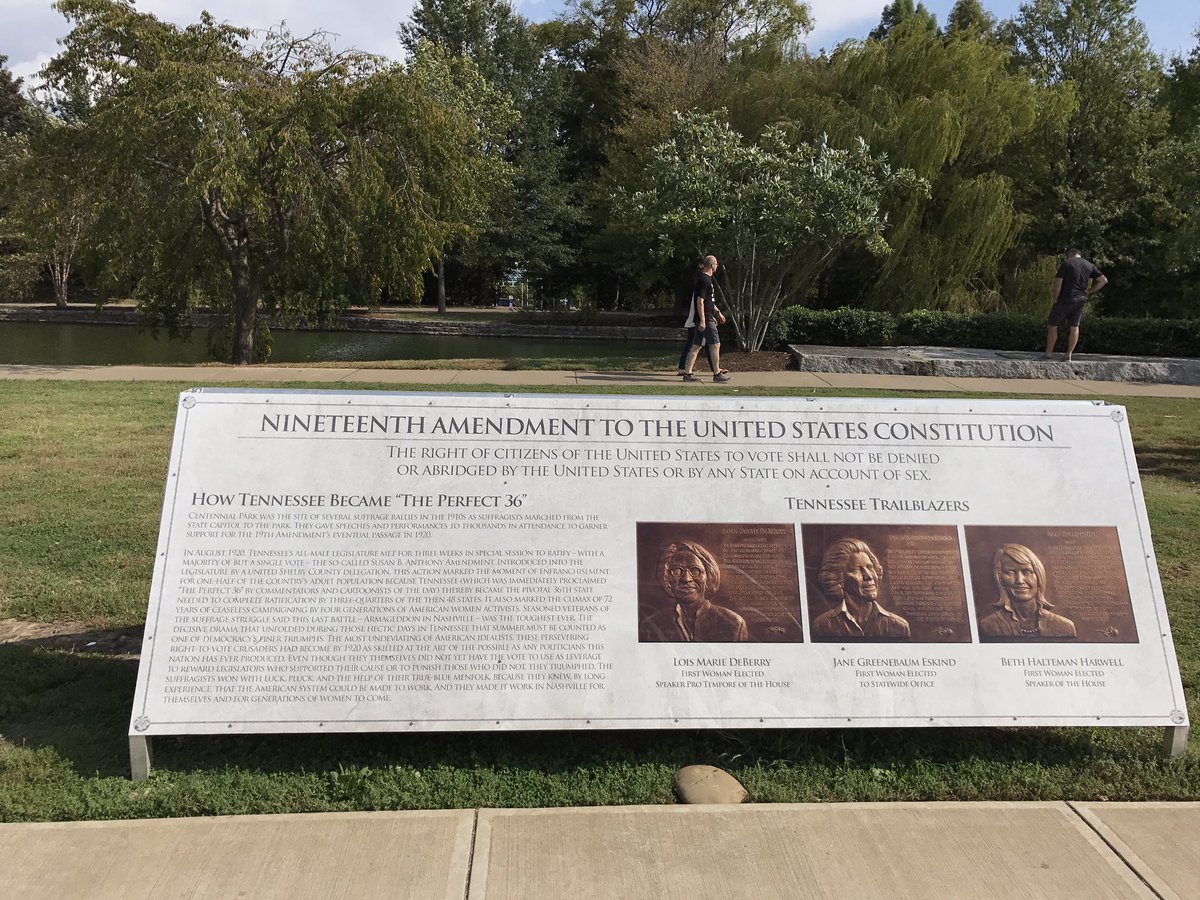 NINETEENTH AMENDMENT TO THE UNITED STATES CONSTITUTION
THE RIGHT OF CITIZENS OF THE UNITED STATES TO VOTE SHALL NOT BE DENIED
OR ABRIDGED BY THE UNITED STATES OR BY ANY STATE ON ACCOUNT OF SEX.
HOW TENNESSEE BECAME “THE PERFECT 36”
CENTENNIAL PARK WAS THE SITE OF SEVERAL SUFFRAGE RALLIES IN THE 1910S AS SUFFRAGISTS MARCHED FROM THE
STATE CAPITOL TO THE PARK. THEY GAVE SPEECHES AND PERFORMANCES TO THOUSANDS IN ATTENDANCE TO GARNER
SUPPORT FOR THE 19TH AMENDMENT'S EVENTUAL PASSAGE IN 1920.
IN AUGUST 1920, TENNESSEE'S ALL-MALE LEGISLATURE MET FOR THREE WEEKS IN SPECIAL SESSION TO RATIFY – WITH A
MAJORITY OF BUT A SINGLE VOTE – THE SO-CALLED SUSAN B. ANTHONY AMENDMENT. INTRODUCED INTO THE
LEGISLATURE BY A UNITED SHELBY COUNTY DELEGATION, THIS ACTION MARKED THE MOMENT OF ENFRANCHISEMENT
FOR ONE-HALF OF THE COUNTRY'S ADULT POPULATION BECAUSE TENNESSEE (WHICH WAS IMMEDIATELY PROCLAIMED
“THE PERFECT 36” BY COMMENTATORS AND CARTOONISTS OF THE DAY) THEREBY BECAME THE PIVOTAL 36TH STATE
NEEDED TO COMPLETE RATIFICATION BY THREE-QUARTERS OF THE THEN 48 STATES. IT ALSO MARKED THE CLIMAX OF 72
YEARS OF CEASELESS CAMPAIGNING BY FOUR GENERATIONS OF AMERICAN WOMEN ACTIVISTS. SEASONED VETERANS OF
THE SUFFRAGE STRUGGLE SAID THIS LAST BATTLE – ARMAGEDDON IN NASHVILLE – WAS THE TOUGHEST EVER. THE
DECISIVE DRAMA THAT UNFOLDED DURING THOSE HECTIC DAYS IN TENNESSEE THAT SUMMER MUST BE COUNTED AS
ONE OF DEMOCRACY'S FINER TRIUMPHS. THE MOST UNDEVIATING OF AMERICAN IDEALISTS, THESE PERSEVERING
RIGHT-TO-VOTE CRUSADERS HAD BECOME BY 1920 AS SKILLED AT THE ART OF THE POSSIBLE AS ANY POLITICIANS THIS
NATION HAS EVER PRODUCED. EVEN THOUGH THEY THEMSELVES DID NOT YET HAVE THE VOTE TO USE AS LEVERAGE
TO REWARD LEGISLATORS WHO SUPPORTED THEIR CAUSE OR TO PUNISH THOSE WHO DID NOT, THEY TRIUMPHED. THE
SUFFRAGISTS WON WITH LUCK, PLUCK, AND THE HELP OF THEIR TRUE-BLUE MENFOLK, BECAUSE THEY KNEW, BY LONG
EXPERIENCE, THAT THE AMERICAN SYSTEM COULD BE MADE TO WORK. AND THEY MADE IT WORK IN NASHVILLE FOR
THEMSELVES AND FOR GENERATIONS OF WOMEN TO COME.
TENNESSEE TRAILBLAZERS
LOIS MARIE DEBERRY
FIRST WOMAN ELECTED
SPEAKER PRO TEMPORE OF THE HOUSE
JANE GREENEBAUM ESKIND
FIRST WOMAN ELECTED
TO STATEWIDE OFFICE
BETH HALTEMAN HARWELL
FIRST WOMAN ELECTED
SPEAKER OF THE HOUSE